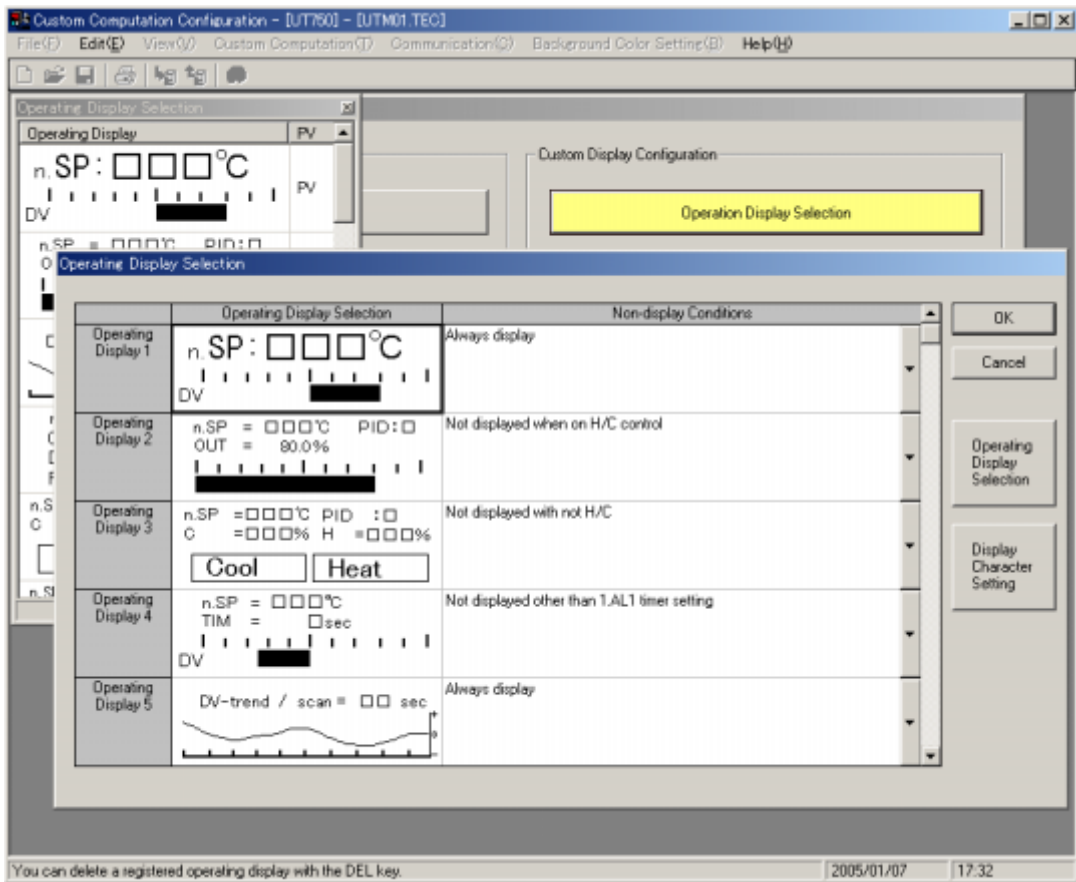 Custom Computation Configuration - [UT750] - [UTM01.TEC]
File(F) Edit(E) View(V) Custom Computation(T) Communication(C) Background Color Setting(B) Help(H)
Operating Display Selection
Operating Display PV
n.SP:□□□°C
PV
DV
n.SP = □□□℃ PID:□
Custom Display Configuration
Operation Display Selection
Operating Display Selection
Operating Display Selection Non-display Conditions
Operating
Display 1
n.SP:□□□°C
DV
Always display
Operating
Display 2
n.SP = □□□℃ PID:□
OUT = 80.0%
Not displayed when on H/C control
Operating
Display 3
n.SP =□□□℃ PID :□
C =□□□% H =□□□%
Cool Heat
Not displayed with not H/C
Operating
Display 4
n.SP = □□□℃
TIM = □sec
DV
Not displayed other than 1.AL1 timer setting
Operating
Display 5
DV-trend / scan = □□ sec
+
0
-
Always display
OK
Cancel
Operating
Display
Selection
Display
Character
Setting
n.S
C
n.S
You can delete a registered operating display with the DEL key. 2005/01/07 17:32